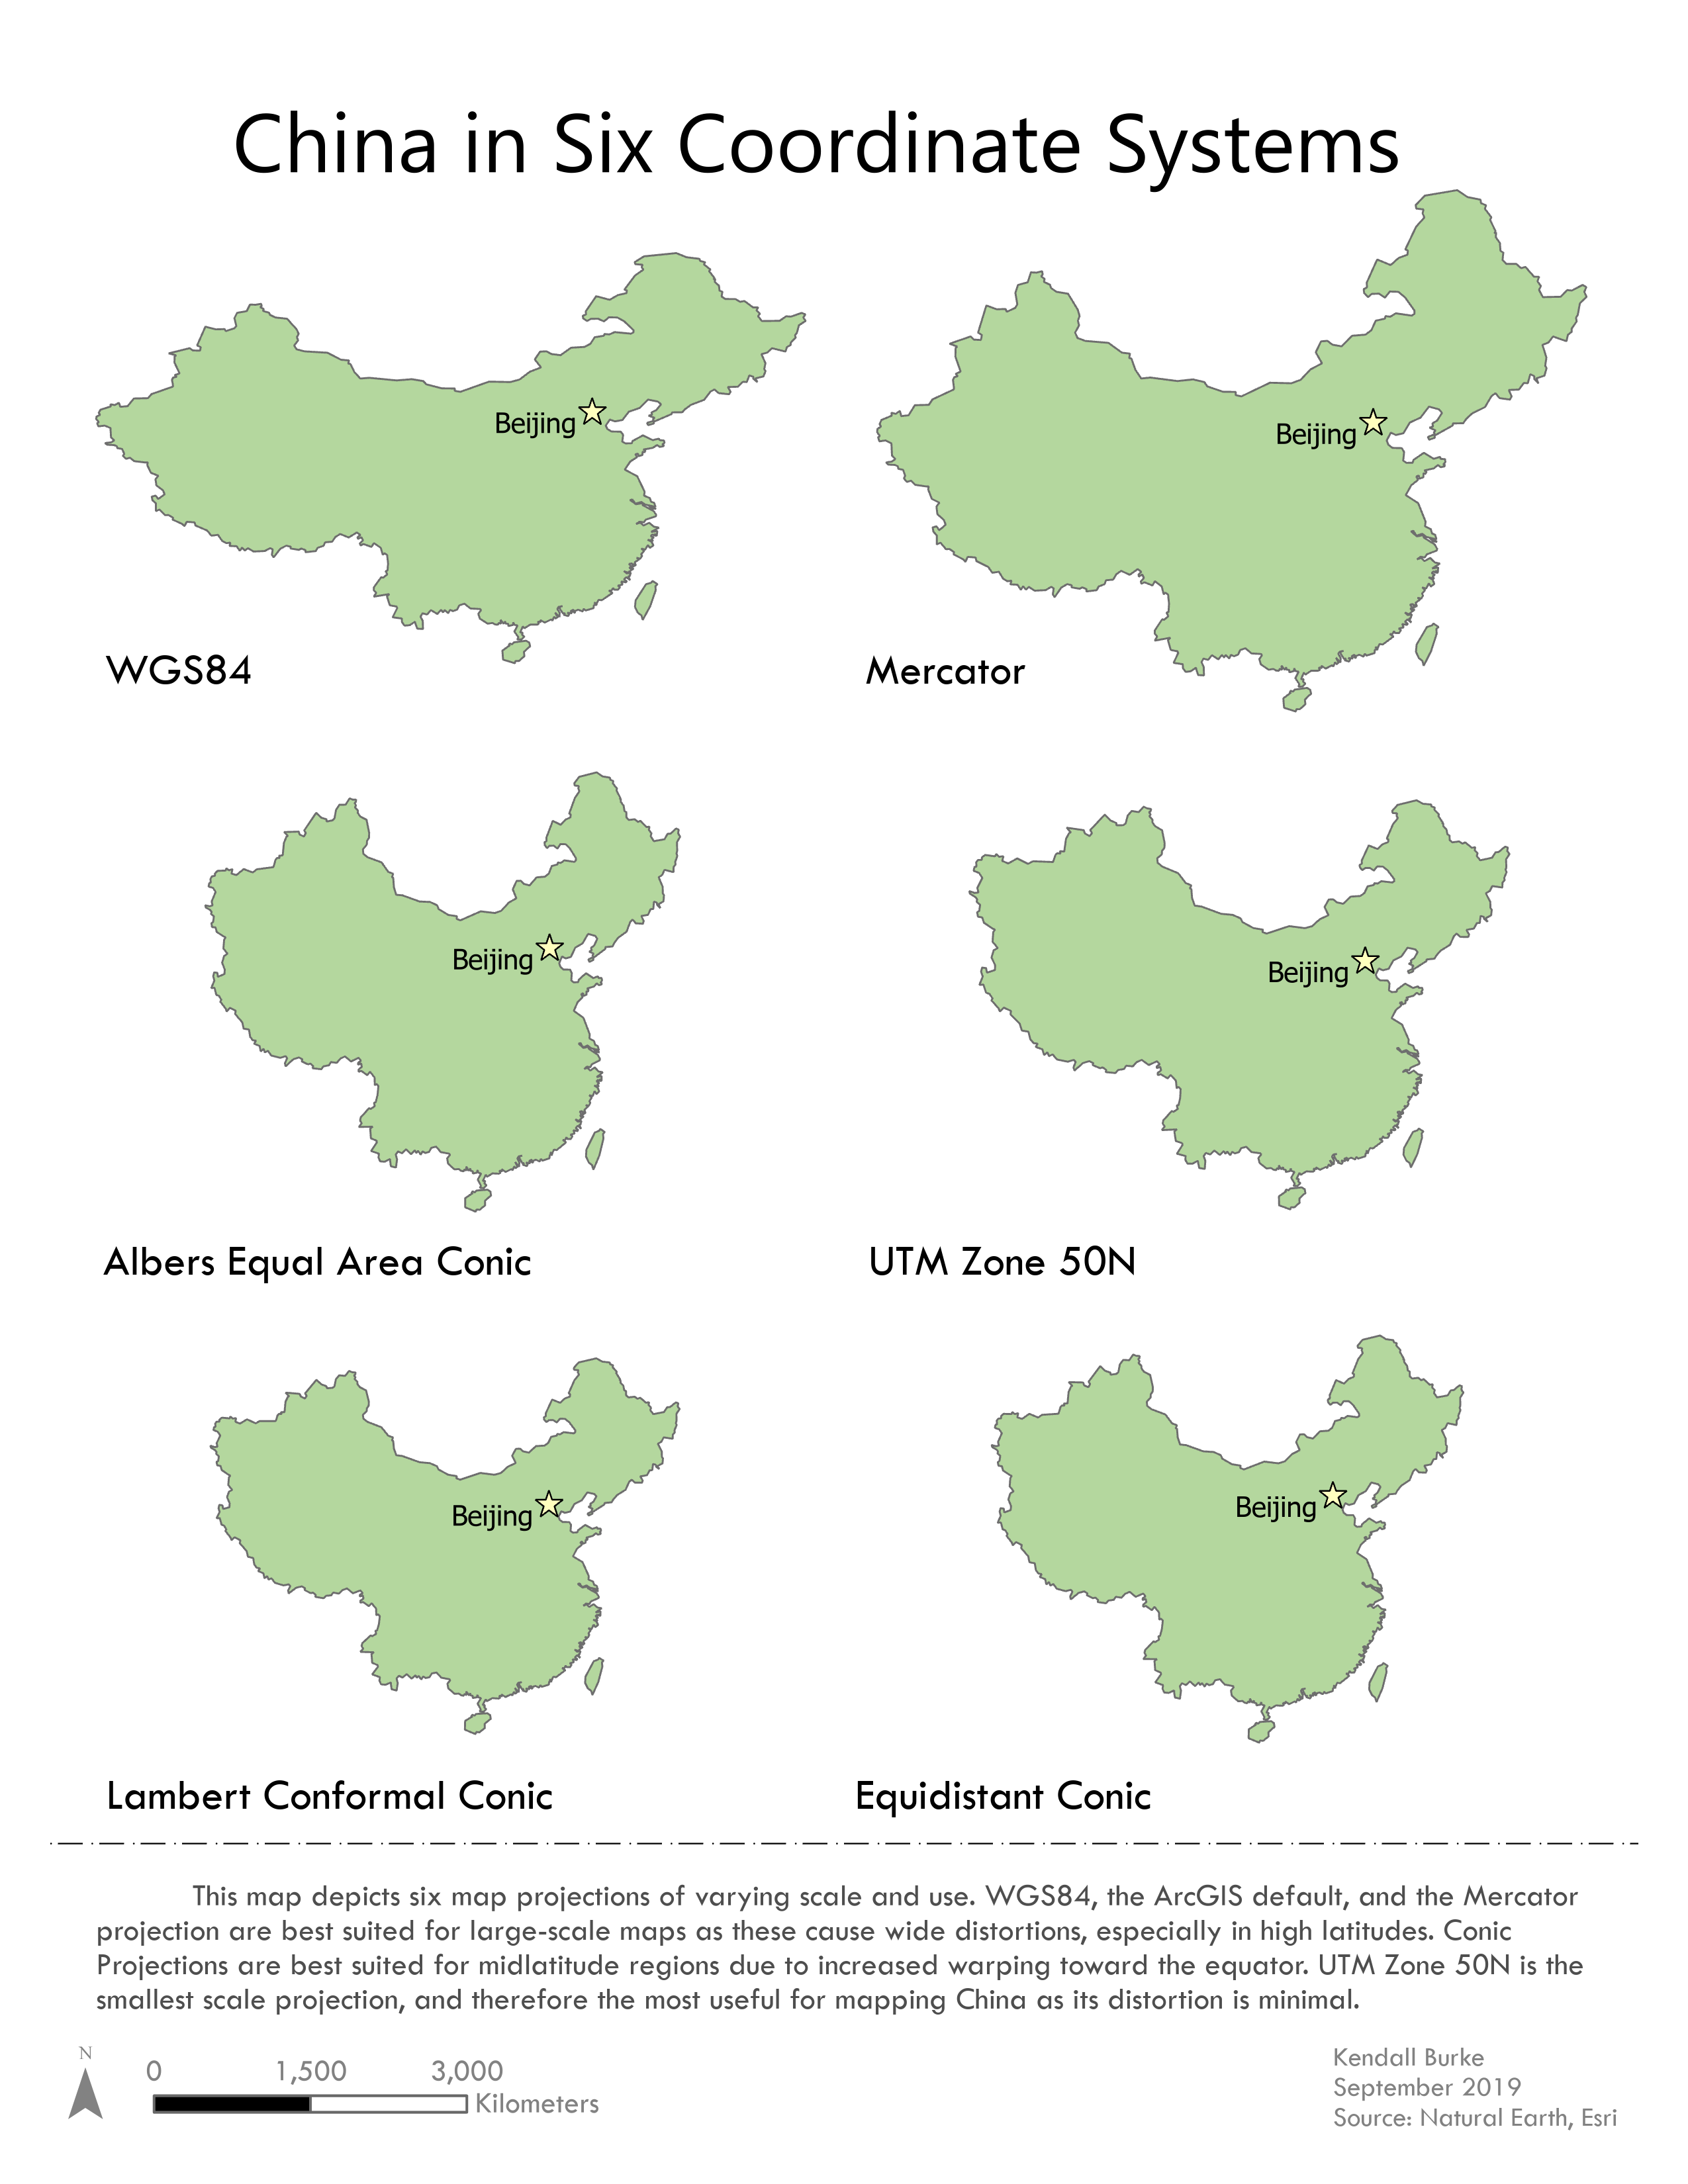 China in Six Coordinate Systems
Beijing
Beijing
WGS84
Mercator
Beijing
Beijing
Albers Equal Area Conic
UTM Zone 50N
Beijing
Beijing
Lambert Conformal Conic
Equidistant Conic
This map depicts six map projections of varying scale and use. WGS84, the ArcGIS default, and the Mercator
projection are best suited for large-scale maps as these cause wide distortions, especially in high latitudes. Conic
Projections are best suited for midlatitude regions due to increased warping toward the equator. UTM Zone 50N is the
smallest scale projection, and therefore the most useful for mapping China as its distortion is minimal.
N
0 1,500 3,000
Kilometers
Kendall Burke
September 2019
Source: Natural Earth, Esri